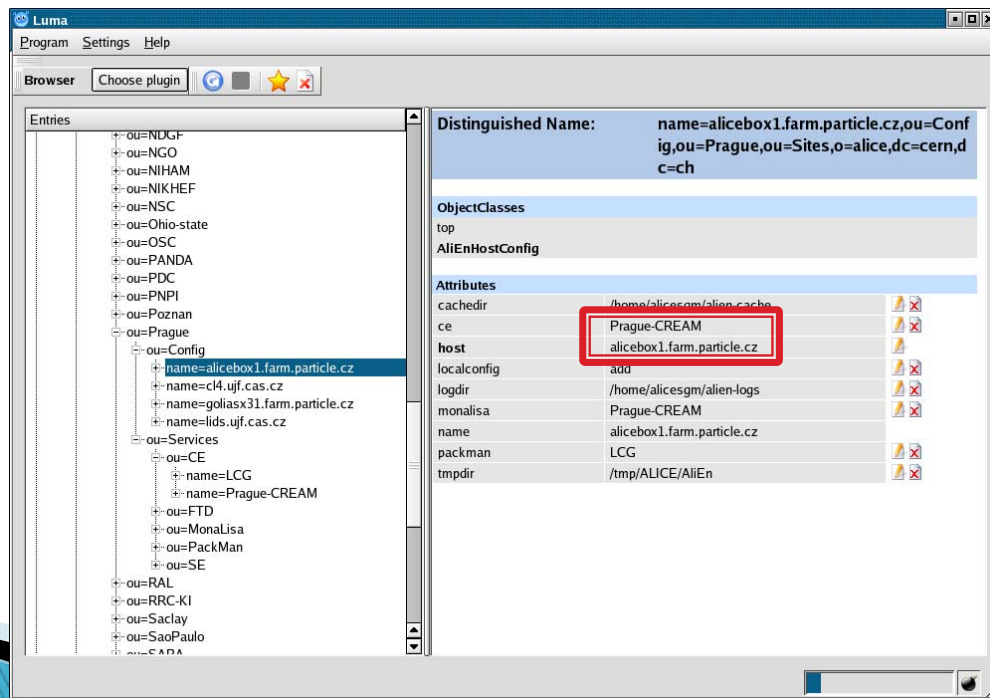 Luma
Program Settings Help
Browser Choose plugin
Entries
ou=NDGF
ou=NGO
ou=NIHAM
ou=NIKHEF
ou=NSC
ou=Ohio-state
ou=OSC
ou=PANDA
ou=PDC
ou=PNPI
ou=Poznan
ou=Prague
ou=Config
name=alicebox1.farm.particle.cz
name=cl4.ujf.cas.cz
name=goliasx31.farm.particle.cz
name=lids.ujf.cas.cz
ou=Services
ou=CE
name=LCG
name=Prague-CREAM
ou=FTD
ou=MonaLisa
ou=PackMan
ou=SE
ou=RAL
ou=RRC-KI
ou=Saclay
ou=SaoPaulo
ou=SARA
Distinguished Name: name=alicebox1.farm.particle.cz,ou=Conf
ig,ou=Prague,ou=Sites,o=alice,dc=cern,d
c=ch
ObjectClasses
top
AliEnHostConfig
Attributes
cachedir /home/alicesgm/alien-cache
ce Prague-CREAM
host alicebox1.farm.particle.cz
localconfig add
logdir /home/alicesgm/alien-logs
monalisa Prague-CREAM
name alicebox1.farm.particle.cz
packman LCG
tmpdir /tmp/ALICE/AliEn